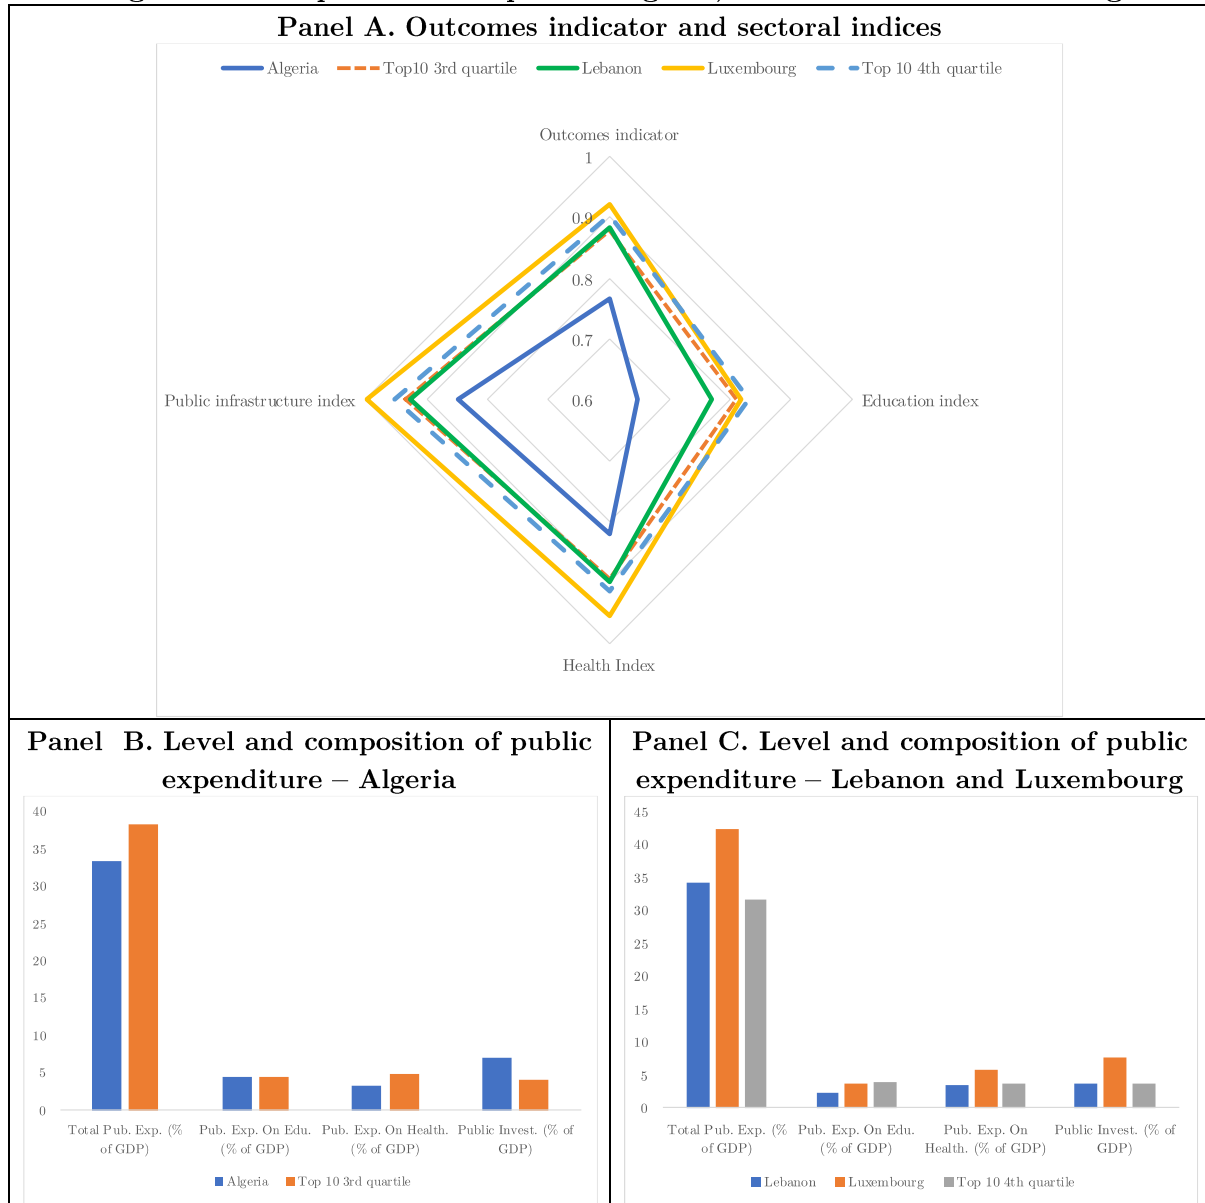 Panel A. Outcomes indicator and sectoral indices
Algeria Top10 3rd quartile Lebanon Luxembourg Top 10 4th quartile
Outcomes indicator
1
0.9
0.8
0.7
0.6
Public infrastructure index
Education index
Health Index
Panel B. Level and composition of public
expenditure – Algeria
40
35
30
25
20
15
10
5
0
Total Pub. Exp. (% Pub. Exp. On Edu. Pub. Exp. On Health. Public Invest. (% of
of GDP) (% of GDP) (% of GDP) GDP)
Algeria Top 10 3rd quartile
Panel C. Level and composition of public
expenditure – Lebanon and Luxembourg
45
40
35
30
25
20
15
10
5
0
Total Pub. Exp. (% Pub. Exp. On Edu. Pub. Exp. On Public Invest. (% of
of GDP) (% of GDP) Health. (% of GDP) GDP)
Lebanon Luxembourg Top 10 4th quartile